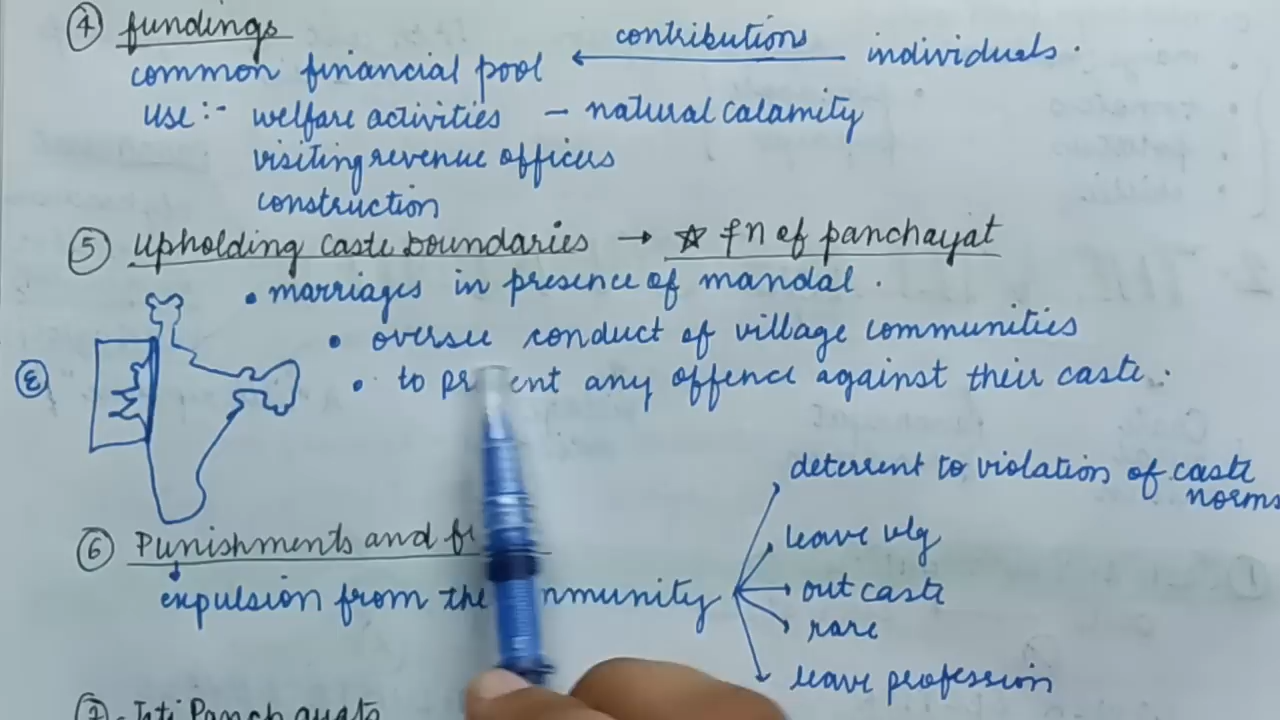 ④ fundings
common financial pool ← contributions individuals.
use :- welfare activities – natural calamity
visiting revenue officers
construction
⑤ upholding caste boundaries → ☆ fn of panchayat
• marriages in presence of mandal.
• oversee conduct of village communities
• to any offence against their caste.
⑥ Punishments and
expulsion from the
deterrent to violation of caste
norms
leave vlg
out caste
rare
leave profession
⑦ Jati Panchayats